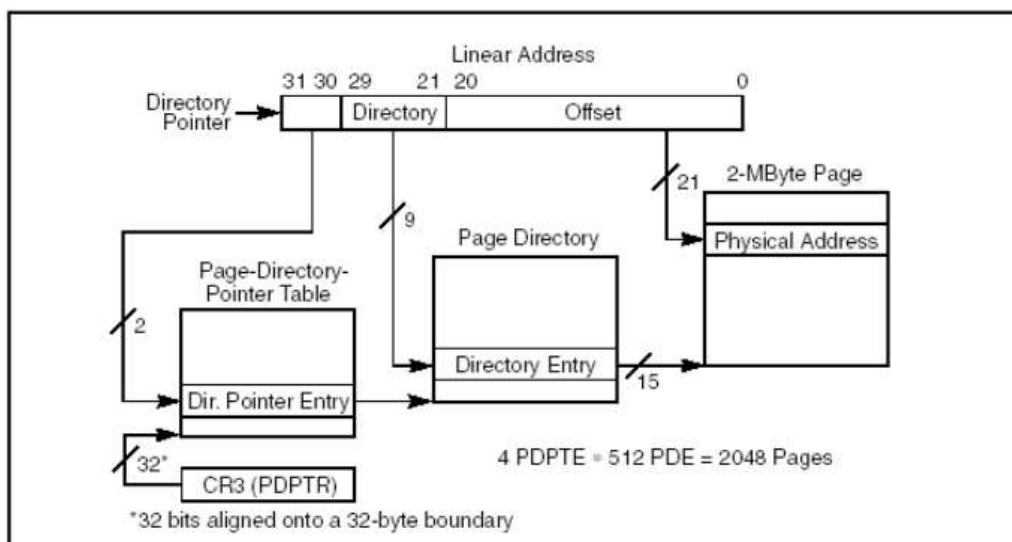 Linear Address
31 30 29 21 20 0
Directory
Pointer
Directory
Offset
21
2-MByte Page
9
Page Directory
Physical Address
Page-Directory-
Pointer Table
2
Directory Entry
15
Dir. Pointer Entry
32*
4 PDPTE * 512 PDE = 2048 Pages
CR3 (PDPTR)
*32 bits aligned onto a 32-byte boundary